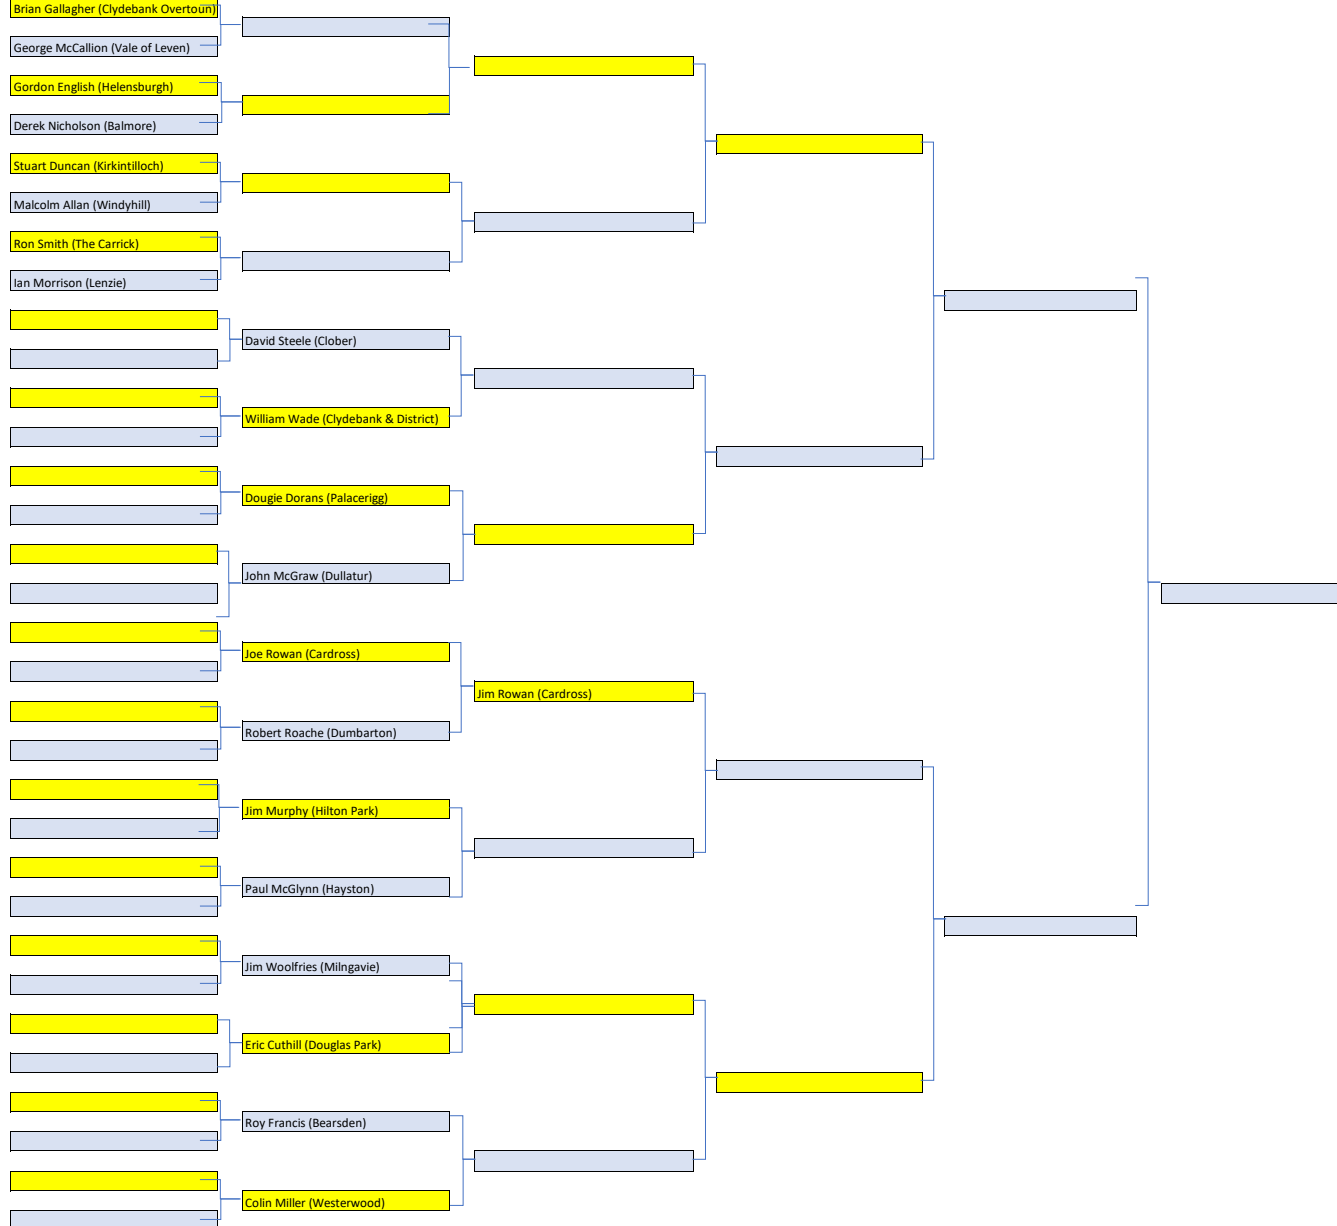 Brian Gallagher (Clydebank Overtoun)
George McCallion (Vale of Leven)
Gordon English (Helensburgh)
Derek Nicholson (Balmore)
Stuart Duncan (Kirkintilloch)
Malcolm Allan (Windyhill)
Ron Smith (The Carrick)
Ian Morrison (Lenzie)
David Steele (Clober)
William Wade (Clydebank & District)
Dougie Dorans (Palacerigg)
John McGraw (Dullatur)
Joe Rowan (Cardross)
Jim Rowan (Cardross)
Robert Roache (Dumbarton)
Jim Murphy (Hilton Park)
Paul McGlynn (Hayston)
Jim Woolfries (Milngavie)
Eric Cuthill (Douglas Park)
Roy Francis (Bearsden)
Colin Miller (Westerwood)